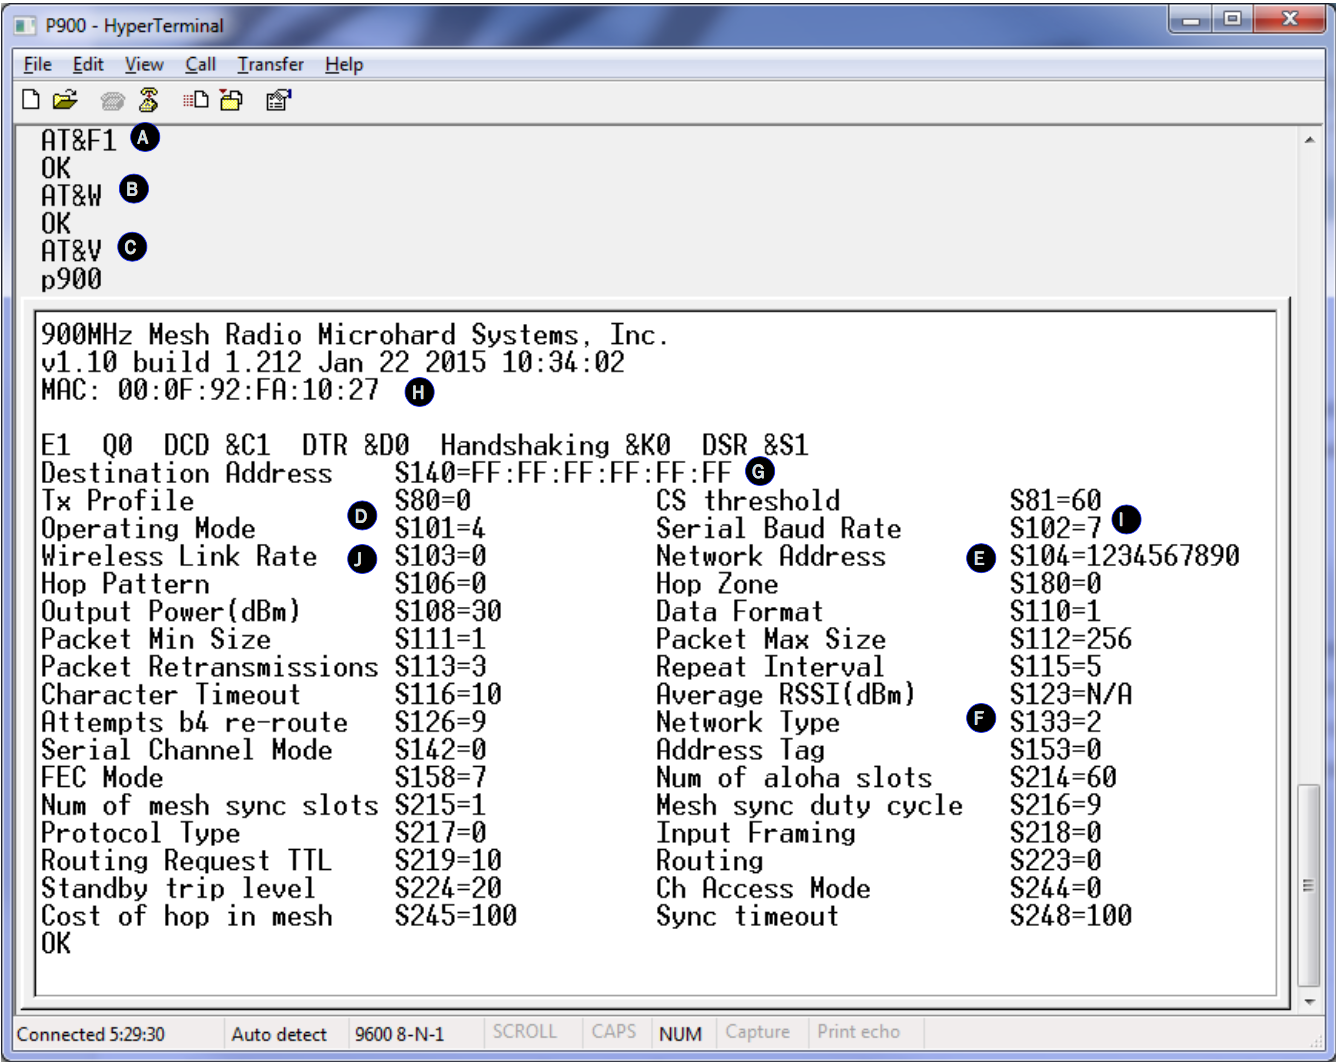 P900 - HyperTerminal
File Edit View Call Transfer Help
AT&F1 A
OK
AT&W B
OK
AT&V C
p900
900MHz Mesh Radio Microhard Systems, Inc.
v1.10 build 1.212 Jan 22 2015 10:34:02
MAC: 00:0F:92:FA:10:27 H
E1 Q0 DCD &C1 DTR &D0 Handshaking &K0 DSR &S1
Destination Address S140=FF:FF:FF:FF:FF:FF G
Tx Profile S80=0 CS threshold S81=60
Operating Mode D S101=4 Serial Baud Rate S102=7 I
Wireless Link Rate J S103=0 Network Address E S104=1234567890
Hop Pattern S106=0 Hop Zone S180=0
Output Power(dBm) S108=30 Data Format S110=1
Packet Min Size S111=1 Packet Max Size S112=256
Packet Retransmissions S113=3 Repeat Interval S115=5
Character Timeout S116=10 Average RSSI(dBm) S123=N/A
Attempts b4 re-route S126=9 Network Type F S133=2
Serial Channel Mode S142=0 Address Tag S153=0
FEC Mode S158=7 Num of aloha slots S214=60
Num of mesh sync slots S215=1 Mesh sync duty cycle S216=9
Protocol Type S217=0 Input Framing S218=0
Routing Request TTL S219=10 Routing S223=0
Standby trip level S224=20 Ch Access Mode S244=0
Cost of hop in mesh S245=100 Sync timeout S248=100
OK
Connected 5:29:30 Auto detect 9600 8-N-1 SCROLL CAPS NUM Capture Print echo